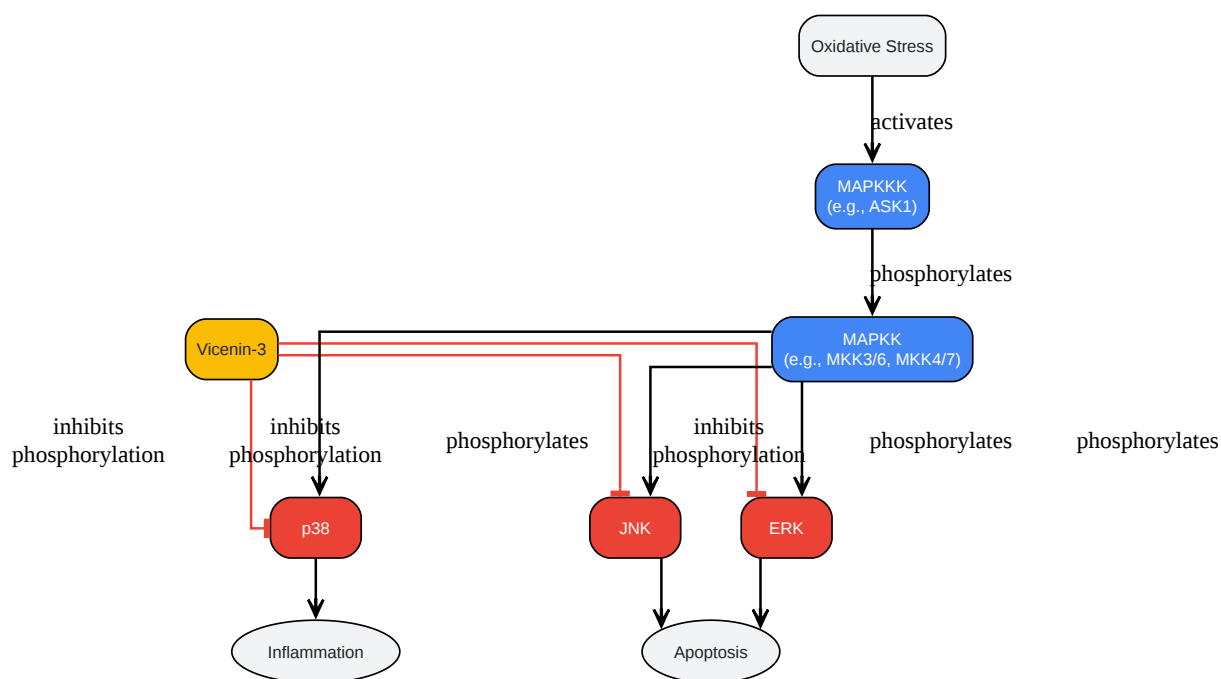 Oxidative Stress
activates
MAPKKK
(e.g., ASK1)
phosphorylates
Vicenin-3
MAPKK
(e.g., MKK3/6, MKK4/7)
inhibits
phosphorylation
inhibits
phosphorylation
phosphorylates
inhibits
phosphorylation
phosphorylates
phosphorylates
p38
JNK
ERK
Inflammation
Apoptosis